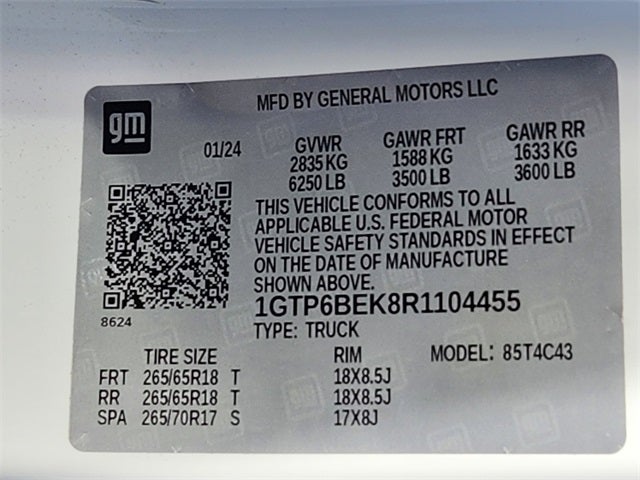 MFD BY GENERAL MOTORS LLC
gm
01/24
GVWR GAWR FRT GAWR RR
2835 KG 1588 KG 1633 KG
6250 LB 3500 LB 3600 LB
THIS VEHICLE CONFORMS TO ALL
APPLICABLE U.S. FEDERAL MOTOR
VEHICLE SAFETY STANDARDS IN EFFECT
ON THE DATE OF MANUFACTURE
SHOWN ABOVE.
8624
1GTP6BEK8R1104455
TYPE: TRUCK
TIRE SIZE RIM MODEL: 85T4C43
FRT 265/65R18 T 18X8.5J
RR 265/65R18 T 18X8.5J
SPA 265/70R17 S 17X8J